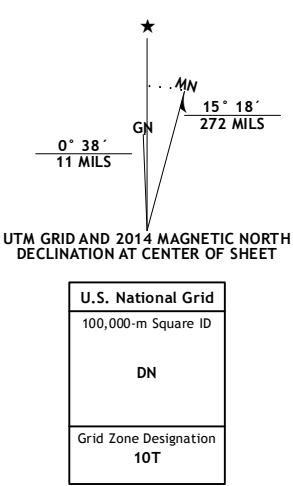 ★
MN
15° 18´
272 MILS
GN
0° 38´
11 MILS
UTM GRID AND 2014 MAGNETIC NORTH
DECLINATION AT CENTER OF SHEET
U.S. National Grid
100,000-m Square ID
DN
Grid Zone Designation
10T